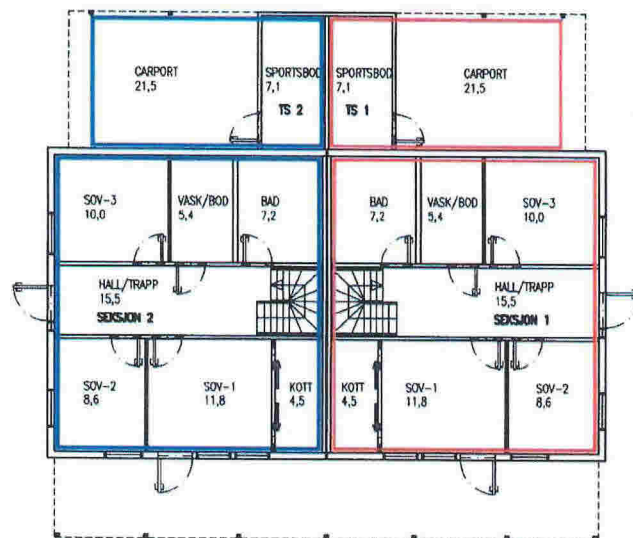 CARPORT
21,5
SPORTSBOD
7,1
TS 2
SPORTSBOD
7,1
TS 1
CARPORT
21,5
SOV-3
10,0
VASK/BOD
5,4
BAD
7,2
BAD
7,2
VASK/BOD
5,4
SOV-3
10,0
HALL/TRAPP
15,5
SEKSJON 2
HALL/TRAPP
15,5
SEKSJON 1
SOV-2
8,6
SOV-1
11,8
KOTT
4,5
KOTT
4,5
SOV-1
11,8
SOV-2
8,6